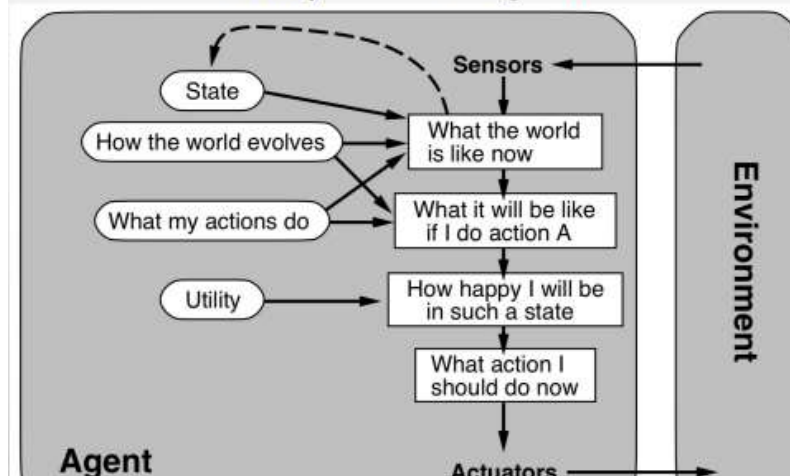 Sensors
State
What the world
is like now
How the world evolves
What my actions do
What it will be like
if I do action A
Utility
How happy I will be
in such a state
What action I
should do now
Agent
Actuators
Environment